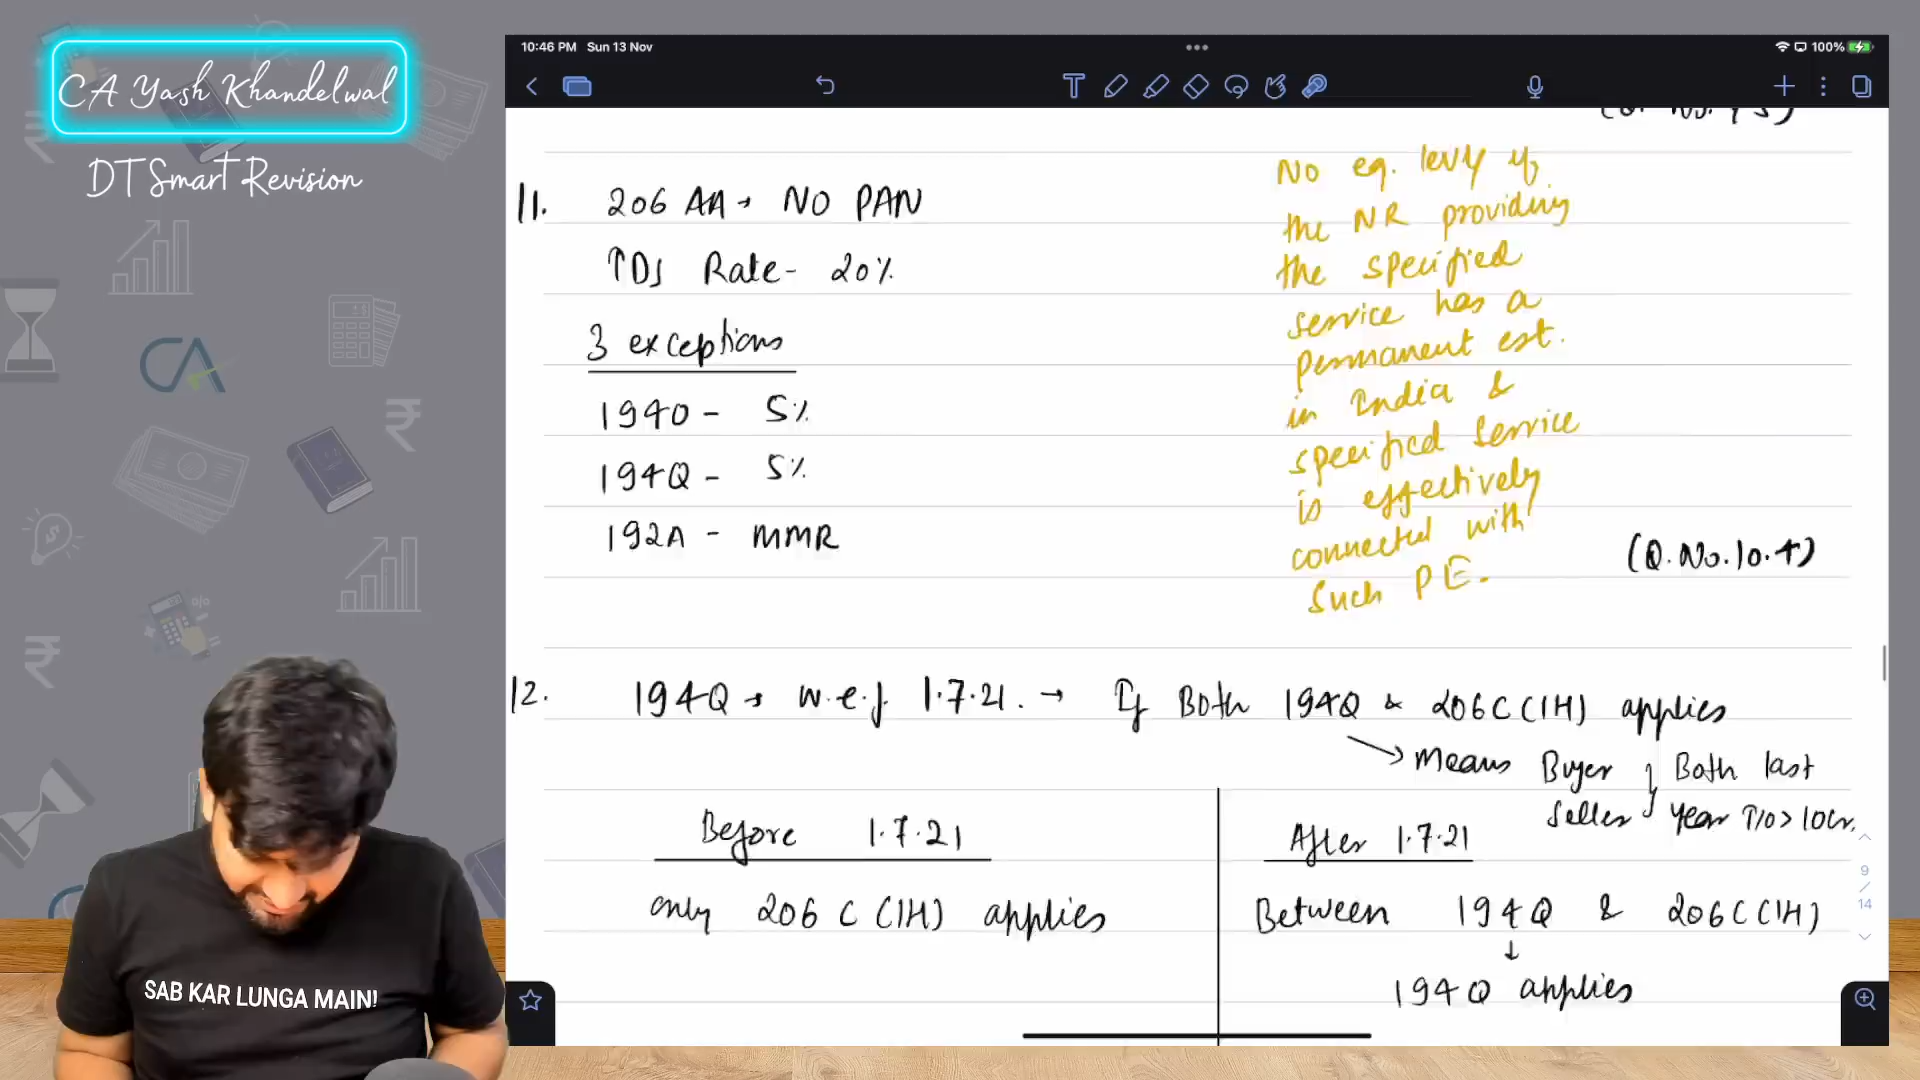 CA Yash Khandelwal
DT Smart Revision
10:46 PM Sun 13 Nov
100%
11. 206 AA → NO PAN
TDS Rate - 20%
3 exceptions
194O - 5%
194Q - 5%
192A - MMR
No eq. levy if
the NR providing
the specified
service has a
permanent est.
in India &
specified service
is effectively
connected with
such PE.
(Q.No.10.4)
12. 194Q → w.e.f 1.7.21. → If Both 194Q & 206C(1H) applies
→ Means Buyer
Seller } Both last
year T/O > 10cr.
Before 1.7.21
only 206 C (1H) applies
After 1.7.21
Between 194Q & 206C(1H)
↓
194Q applies
9
/
14
SAB KAR LUNGA MAIN!